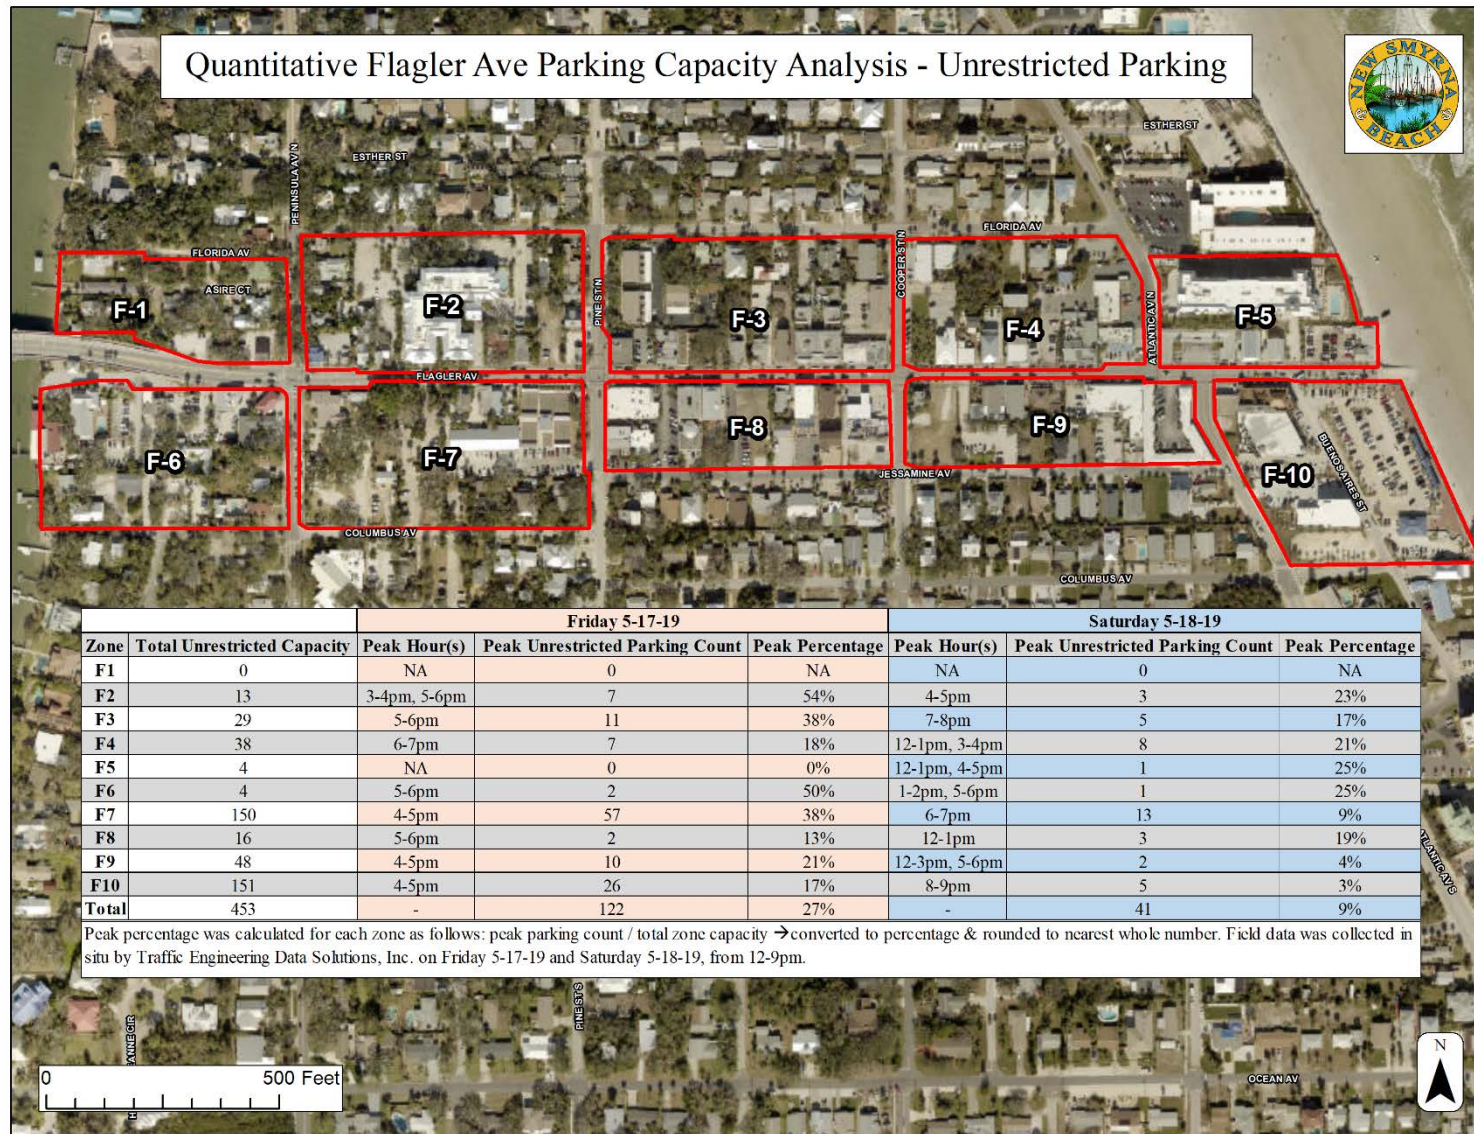 Quantitative Flagler Ave Parking Capacity Analysis - Unrestricted Parking
NEW SMYRNA
BEACH
ESTHER ST
ESTHER ST
PENINSULA AV N
FLORIDA AV
FLORIDA AV
ASIRE CT
PINE ST N
COOPER ST N
ATLANTIC AV N
F-1
F-2
F-3
F-4
F-5
FLAGLER AV
F-6
F-7
F-8
F-9
F-10
BUENOS AIRES ST
JESSAMINE AV
COLUMBUS AV
COLUMBUS AV
Friday 5-17-19 Saturday 5-18-19
Zone Total Unrestricted Capacity Peak Hour(s) Peak Unrestricted Parking Count Peak Percentage Peak Hour(s) Peak Unrestricted Parking Count Peak Percentage
F1 0 NA 0 NA NA 0 NA
F2 13 3-4pm, 5-6pm 7 54% 4-5pm 3 23%
F3 29 5-6pm 11 38% 7-8pm 5 17%
F4 38 6-7pm 7 18% 12-1pm, 3-4pm 8 21%
F5 4 NA 0 0% 12-1pm, 4-5pm 1 25%
F6 4 5-6pm 2 50% 1-2pm, 5-6pm 1 25%
F7 150 4-5pm 57 38% 6-7pm 13 9%
F8 16 5-6pm 2 13% 12-1pm 3 19%
F9 48 4-5pm 10 21% 12-3pm, 5-6pm 2 4%
F10 151 4-5pm 26 17% 8-9pm 5 3%
Total 453 - 122 27% - 41 9%
Peak percentage was calculated for each zone as follows: peak parking count / total zone capacity →converted to percentage & rounded to nearest whole number. Field data was collected in
situ by Traffic Engineering Data Solutions, Inc. on Friday 5-17-19 and Saturday 5-18-19, from 12-9pm.
ATLANTIC AV S
PINE ST S
ANNE CIR
0 500 Feet
OCEAN AV
N